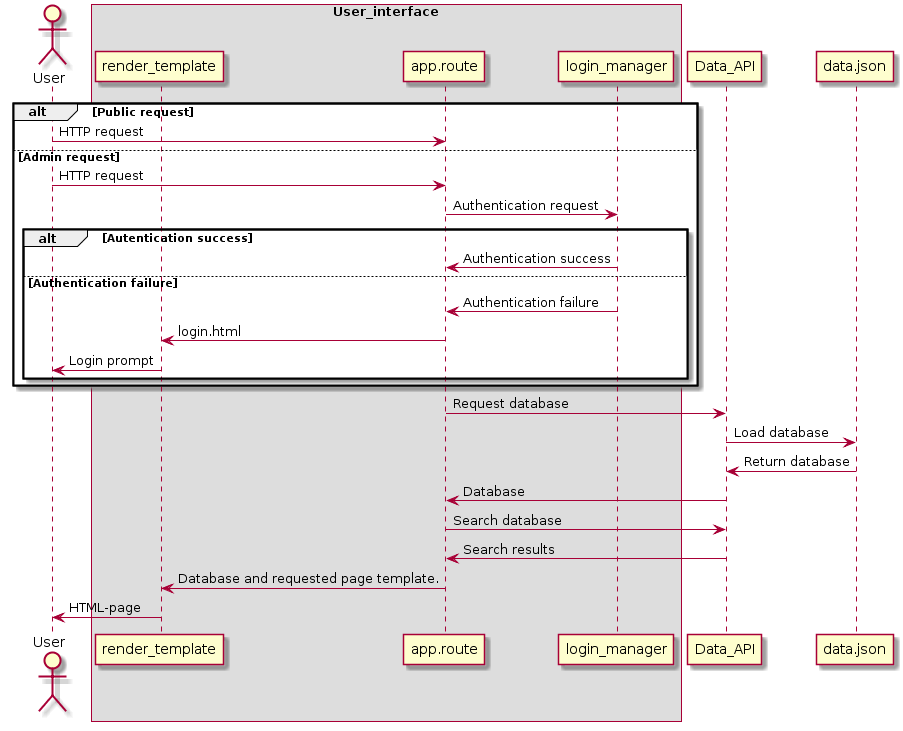 User_interface
User
render_template
app.route
login_manager
Data_API
data.json
alt
[Public request]
HTTP request
[Admin request]
HTTP request
Authentication request
alt
[Autentication success]
Authentication success
[Authentication failure]
Authentication failure
login.html
Login prompt
Request database
Load database
Return database
Database
Search database
Search results
Database and requested page template.
HTML-page
User
render_template
app.route
login_manager
Data_API
data.json